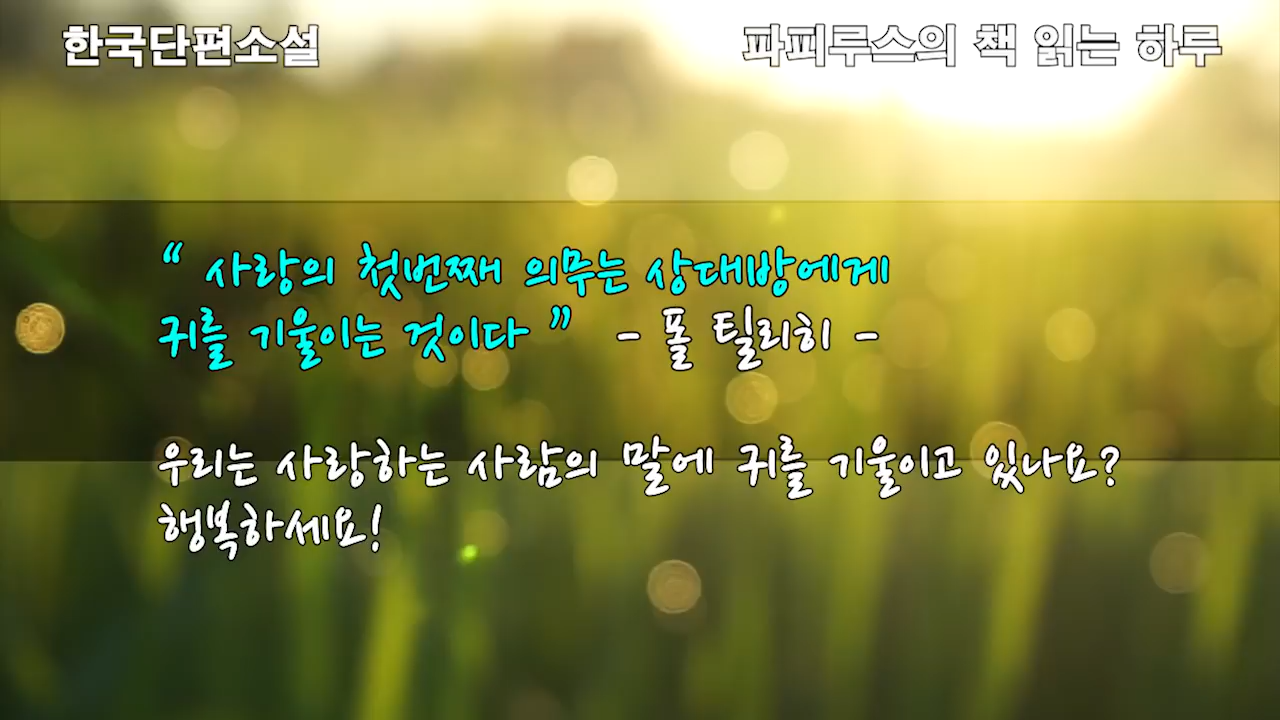 한국단편소설
파피루스의 책 읽는 하루
“ 사랑의 첫번째 의무는 상대방에게
귀를 기울이는 것이다 ” - 폴 틸리히 -
우리는 사랑하는 사람의 말에 귀를 기울이고 있나요?
행복하세요!